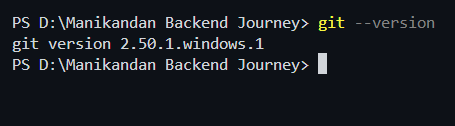 PS D:\Manikandan Backend Journey> git --version
git version 2.50.1.windows.1
PS D:\Manikandan Backend Journey>